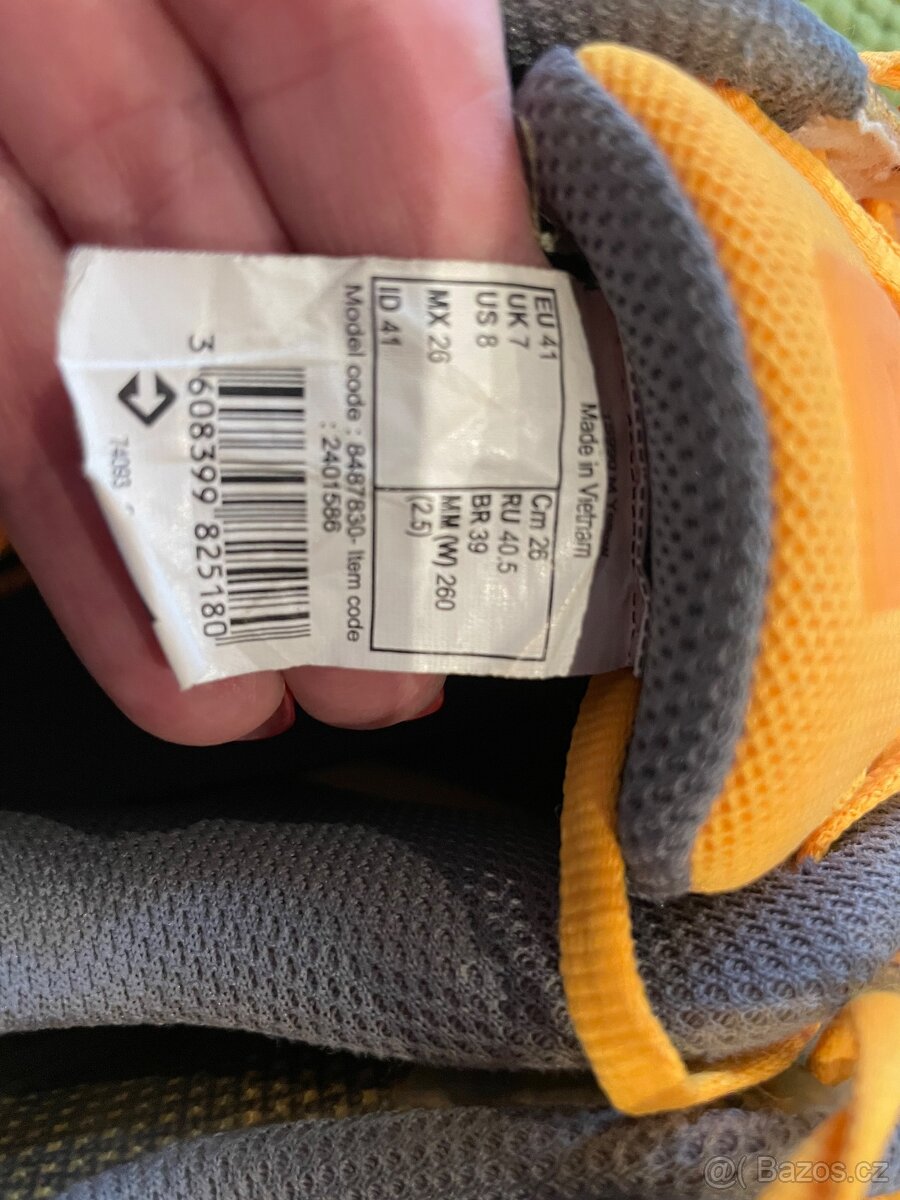 Made in Vietnam
EU 41
UK 7
US 8
MX 26
ID 41
Cm 26
RU 40,5
BR 39
MM (W) 260
(2.5)
Model code : 8487830- Item code
: 2401586
3 608399 825180
74093
@( Bazos.cz